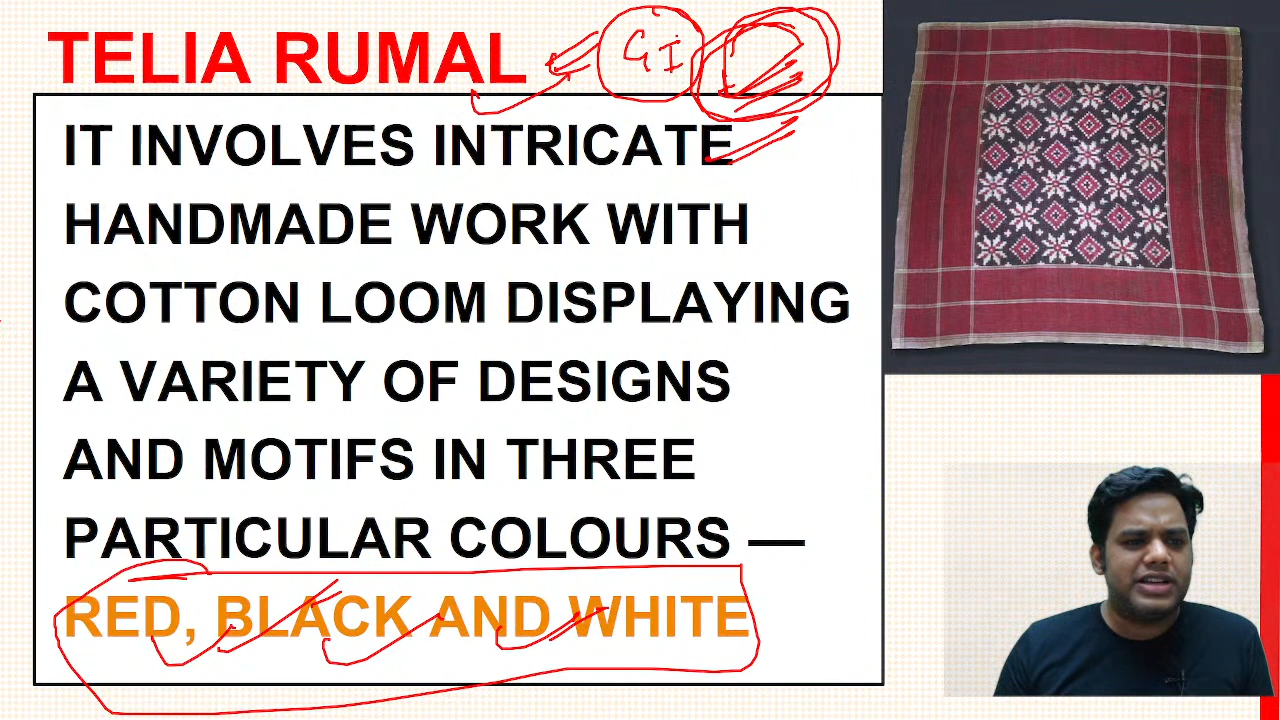 TELIA RUMAL
GI
IT INVOLVES INTRICATE
HANDMADE WORK WITH
COTTON LOOM DISPLAYING
A VARIETY OF DESIGNS
AND MOTIFS IN THREE
PARTICULAR COLOURS —
RED, BLACK AND WHITE